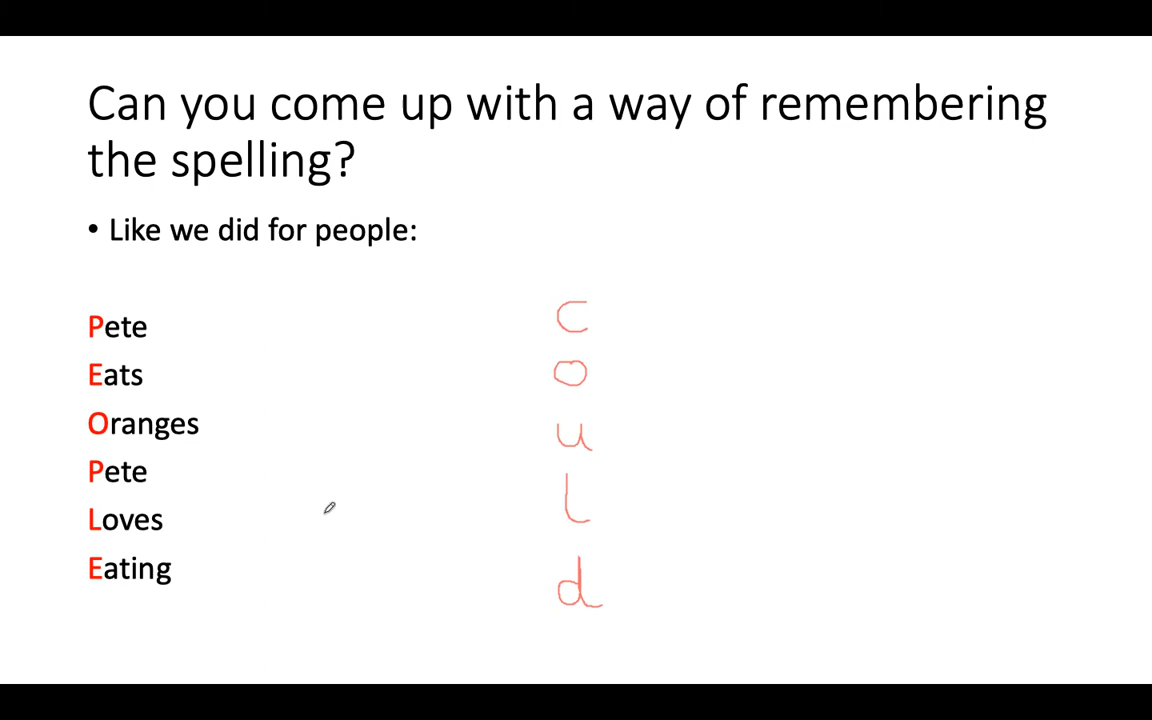 Can you come up with a way of remembering
the spelling?
• Like we did for people:
Pete
Eats
Oranges
Pete
Loves
Eating
c
o
u
l
d